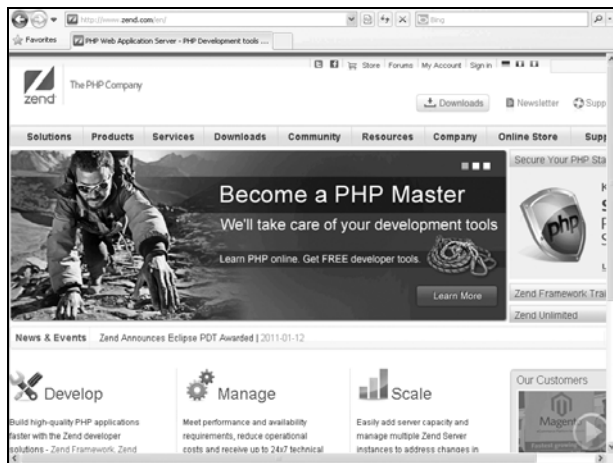 http://www.zend.com/en/
Bing
Favorites
PHP Web Application Server - PHP Development tools ...
Store Forums My Account Sign in
zend
The PHP Company
Downloads
Newsletter
Supp
Solutions Products Services Downloads Community Resources Company Online Store Supp
Become a PHP Master
We'll take care of your development tools
Learn PHP online. Get FREE developer tools.
Learn More
Secure Your PHP Sta
php
Zend Framework Trai
Zend Unlimited
News & Events Zend Announces Eclipse PDT Awarded | 2011-01-12
Develop
Build high-quality PHP applications
faster with the Zend developer
solutions - Zend Framework, Zend
Manage
Meet performance and availability
requirements, reduce operational
costs and receive up to 24x7 technical
Scale
Easily add server capacity and
manage multiple Zend Server
instances to address changes in
Our Customers
Magento